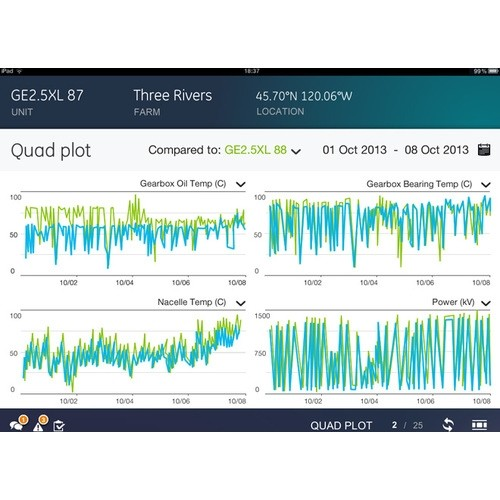 iPad 18:37 99%
GE2.5XL 87 Three Rivers 45.70°N 120.06°W
UNIT FARM LOCATION
Quad plot Compared to: GE2.5XL 88 01 Oct 2013 - 08 Oct 2013
Gearbox Oil Temp (C) Gearbox Bearing Temp (C)
100 100
50 50
0 0
10/02 10/04 10/06 10/08 10/02 10/04 10/06 10/08
Nacelle Temp (C) Power (kV)
100 1500
50 750
0 0
10/02 10/04 10/06 10/08 10/02 10/04 10/06 10/08
1 3 QUAD PLOT 2 / 25